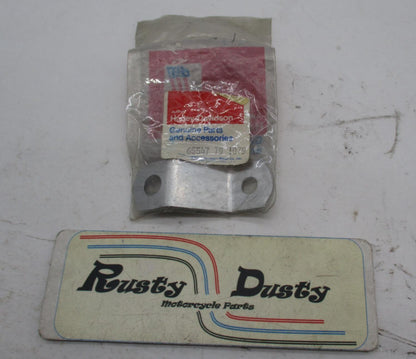 Harley-Davidson
Genuine Parts
and Accessories
Rusty Dusty
Motorcycle Parts